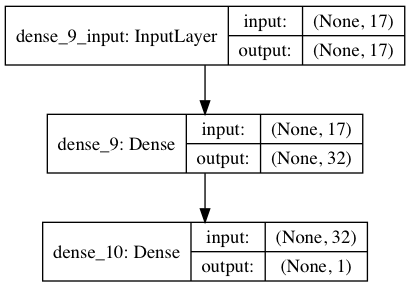 dense_9_input: InputLayer
input: (None, 17)
output: (None, 17)
dense_9: Dense
input: (None, 17)
output: (None, 32)
dense_10: Dense
input: (None, 32)
output: (None, 1)